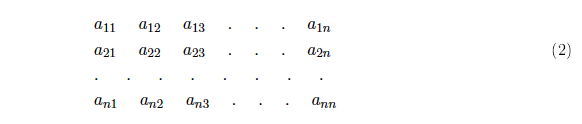 a₁₁ a₁₂ a₁₃ . . . a₁ₙ
a₂₁ a₂₂ a₂₃ . . . a₂ₙ (2)
. . . . . . . .
aₙ₁ aₙ₂ aₙ₃ . . . aₙₙ